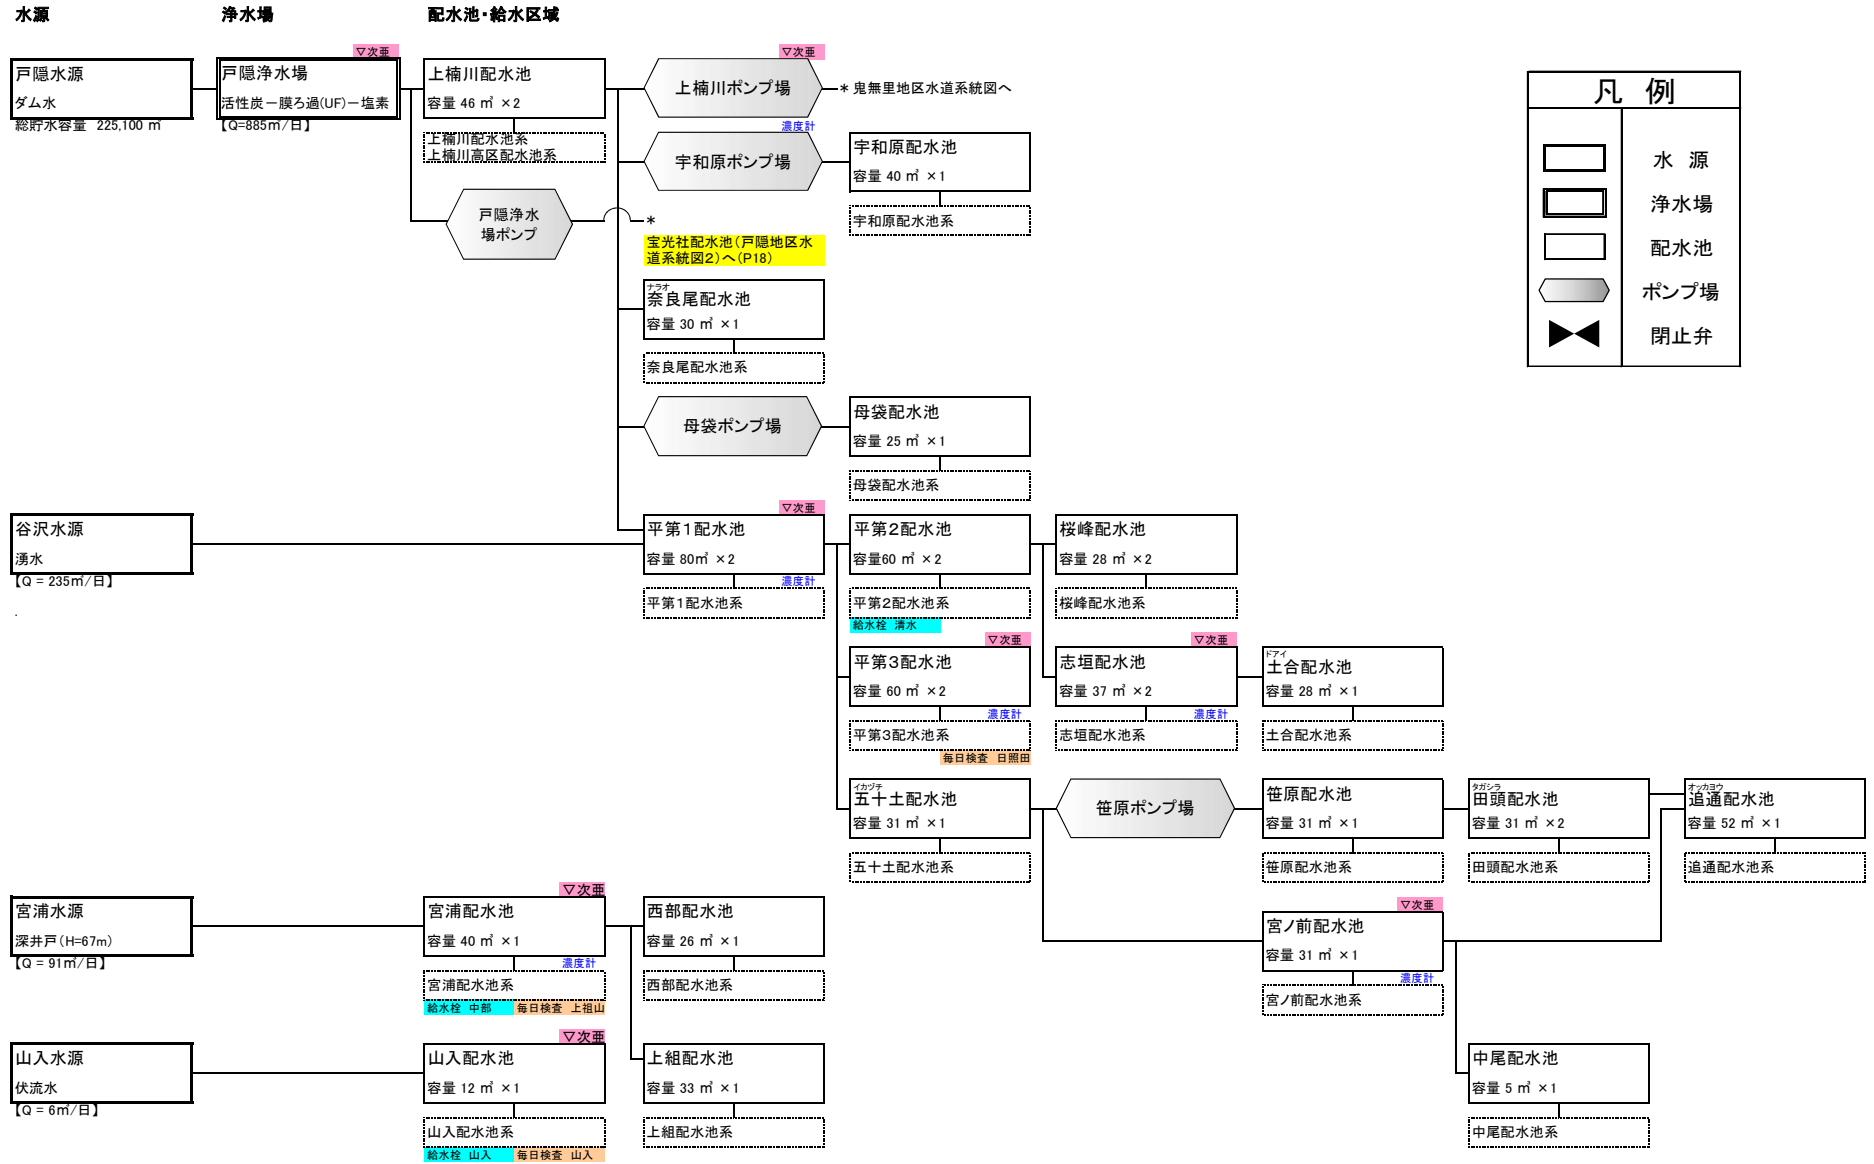 水源
浄水場
配水池・給水区域
▽次亜
▽次亜
戸隠水源
ダム水
総貯水容量 225,100 ㎥
戸隠浄水場
活性炭－膜ろ過(UF)－塩素
【Q=885㎥/日】
上楠川配水池
容量 46 ㎥ ×2
上楠川配水池系
上楠川高区配水池系
上楠川ポンプ場
* 鬼無里地区水道系統図へ
濃度計
宇和原ポンプ場
宇和原配水池
容量 40 ㎥ ×1
宇和原配水池系
戸隠浄水
場ポンプ
*
宝光社配水池(戸隠地区水
道系統図2)へ(P18)
ナラオ
奈良尾配水池
容量 30 ㎥ ×1
奈良尾配水池系
母袋ポンプ場
母袋配水池
容量 25 ㎥ ×1
母袋配水池系
凡 例
水 源
浄水場
配水池
ポンプ場
閉止弁
谷沢水源
湧水
【Q = 235㎥/日】
.
▽次亜
平第1配水池
容量 80㎥ ×2
濃度計
平第1配水池系
平第2配水池
容量60 ㎥ ×2
平第2配水池系
給水栓 清水
桜峰配水池
容量 28 ㎥ ×2
桜峰配水池系
▽次亜
平第3配水池
容量 60 ㎥ ×2
濃度計
平第3配水池系
毎日検査 日照田
▽次亜
志垣配水池
容量 37 ㎥ ×2
濃度計
志垣配水池系
ドアイ
土合配水池
容量 28 ㎥ ×1
土合配水池系
イカヅチ
五十土配水池
容量 31 ㎥ ×1
五十土配水池系
笹原ポンプ場
笹原配水池
容量 31 ㎥ ×1
笹原配水池系
タガシラ
田頭配水池
容量 31 ㎥ ×2
田頭配水池系
オッカヨウ
追通配水池
容量 52 ㎥ ×1
追通配水池系
宮浦水源
深井戸(H=67m)
【Q = 91㎥/日】
▽次亜
宮浦配水池
容量 40 ㎥ ×1
濃度計
宮浦配水池系
給水栓 中部
毎日検査 上祖山
西部配水池
容量 26 ㎥ ×1
西部配水池系
▽次亜
宮ノ前配水池
容量 31 ㎥ ×1
濃度計
宮ノ前配水池系
山入水源
伏流水
【Q = 6㎥/日】
▽次亜
山入配水池
容量 12 ㎥ ×1
山入配水池系
給水栓 山入
毎日検査 山入
上組配水池
容量 33 ㎥ ×1
上組配水池系
中尾配水池
容量 5 ㎥ ×1
中尾配水池系